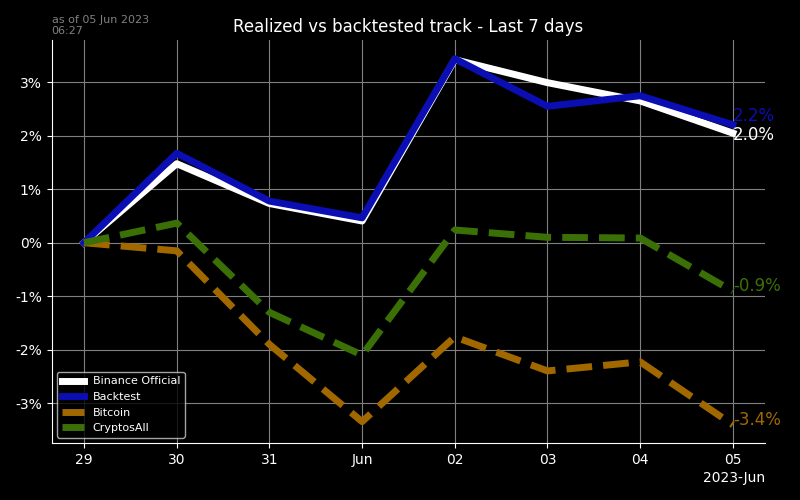 as of 05 Jun 2023
06:27
Realized vs backtested track - Last 7 days
3%
2%
1%
0%
-1%
-2%
-3%
2.2%
2.0%
-0.9%
-3.4%
Binance Official
Backtest
Bitcoin
CryptosAll
29 30 31 Jun 02 03 04 05
2023-Jun